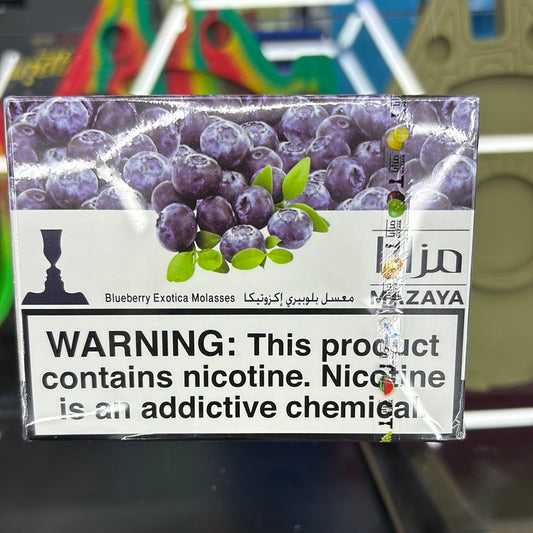 مزايا
MAZAYA
Blueberry Exotica Molasses معسل بلوبيري إكزوتيكا
WARNING: This product
contains nicotine. Nicotine
is an addictive chemical.